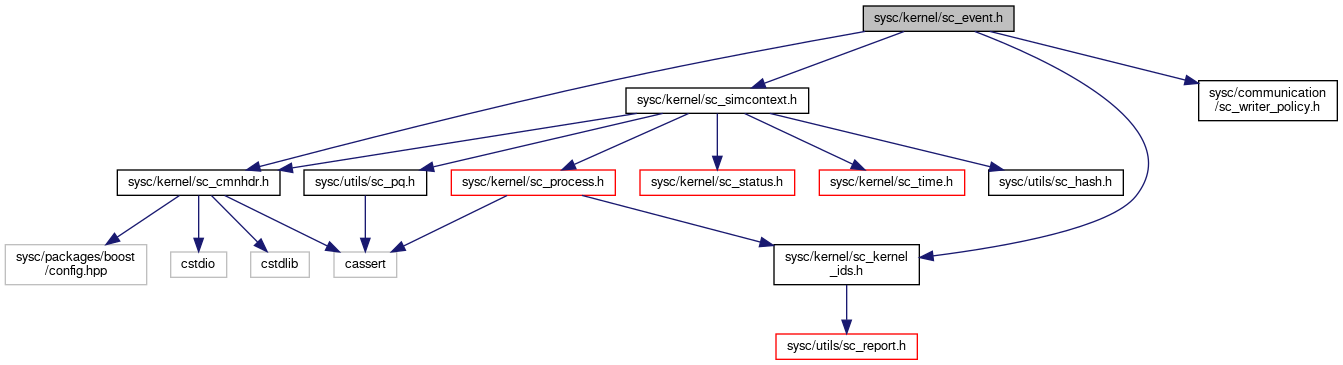 sysc/kernel/sc_event.h
sysc/communication
/sc_writer_policy.h
sysc/kernel/sc_simcontext.h
sysc/kernel/sc_cmnhdr.h
sysc/utils/sc_pq.h
sysc/kernel/sc_process.h
sysc/kernel/sc_status.h
sysc/kernel/sc_time.h
sysc/utils/sc_hash.h
sysc/packages/boost
/config.hpp
cstdio
cstdlib
cassert
sysc/kernel/sc_kernel
_ids.h
sysc/utils/sc_report.h